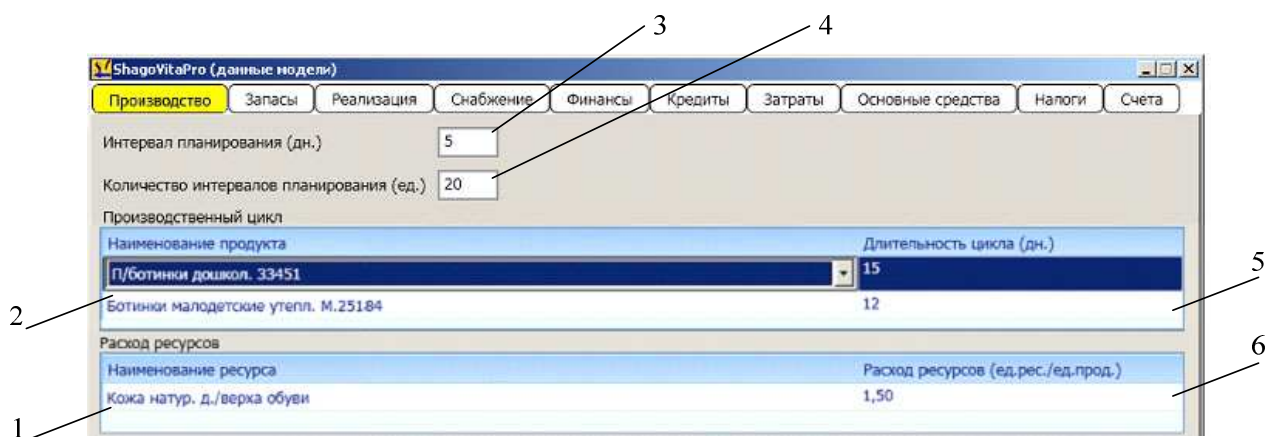 3 4
ShagoVitaPro (данные модели)
Производство Запасы Реализация Снабжение Финансы Кредиты Затраты Основные средства Налоги Счета
Интервал планирования (дн.) 5
Количество интервалов планирования (ед.) 20
Производственный цикл
Наименование продукта Длительность цикла (дн.)
П/ботинки дошкол. 33451 15
5
Ботинки малодетские утепл. М.25184 12
2
Расход ресурсов
6
Наименование ресурса Расход ресурсов (ед.рес./ед.прод.)
Кожа натур. д./верха обуви 1,50
1